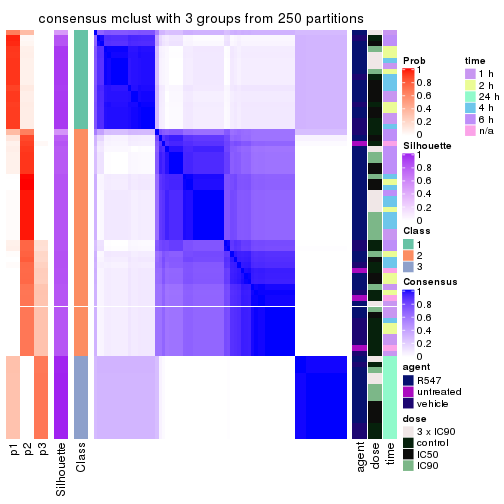 consensus mclust with 3 groups from 250 partitions
p1
p2
p3
Silhouette
Class
agent
dose
time
Prob
1
0.8
0.6
0.4
0.2
0
Silhouette
1
0.8
0.6
0.4
0.2
0
Class
1
2
3
Consensus
1
0.8
0.6
0.4
0.2
0
agent
R547
untreated
vehicle
dose
3 x IC90
control
IC50
IC90
time
1 h
2 h
24 h
4 h
6 h
n/a